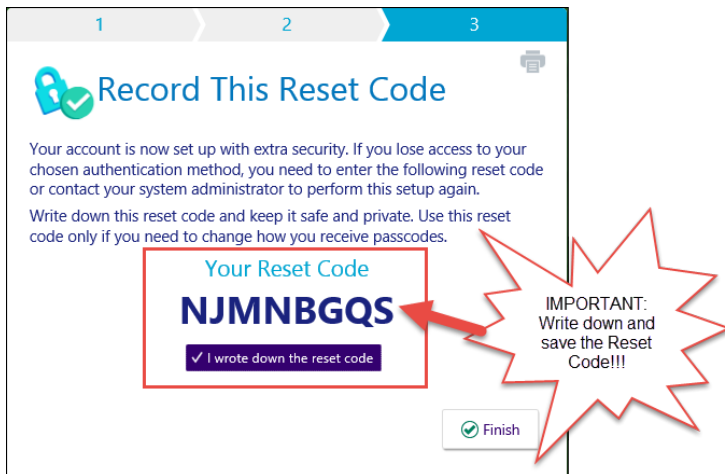 1
2
3
Record This Reset Code
Your account is now set up with extra security. If you lose access to your
chosen authentication method, you need to enter the following reset code
or contact your system administrator to perform this setup again.
Write down this reset code and keep it safe and private. Use this reset
code only if you need to change how you receive passcodes.
Your Reset Code
NJMNBGQS
I wrote down the reset code
IMPORTANT:
Write down and
save the Reset
Code!!!
Finish